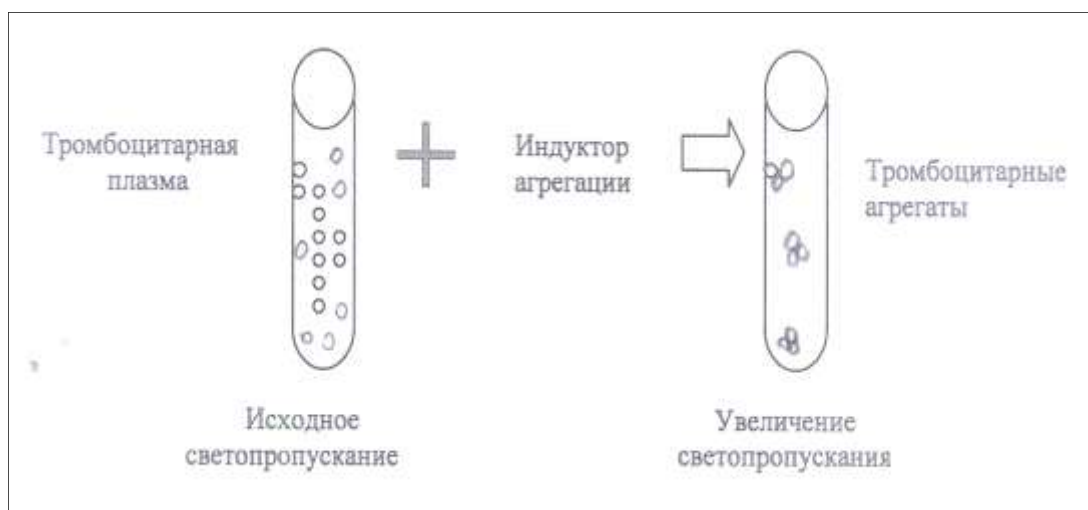 Тромбоцитарная
плазма
Индуктор
агрегации
Тромбоцитарные
агрегаты
Исходное
светопропускание
Увеличение
светопропускания